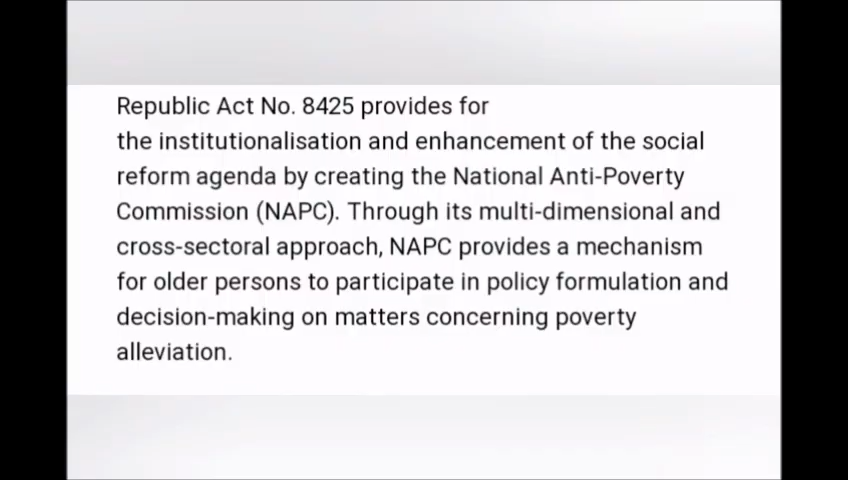 Republic Act No. 8425 provides for
the institutionalisation and enhancement of the social
reform agenda by creating the National Anti-Poverty
Commission (NAPC). Through its multi-dimensional and
cross-sectoral approach, NAPC provides a mechanism
for older persons to participate in policy formulation and
decision-making on matters concerning poverty
alleviation.